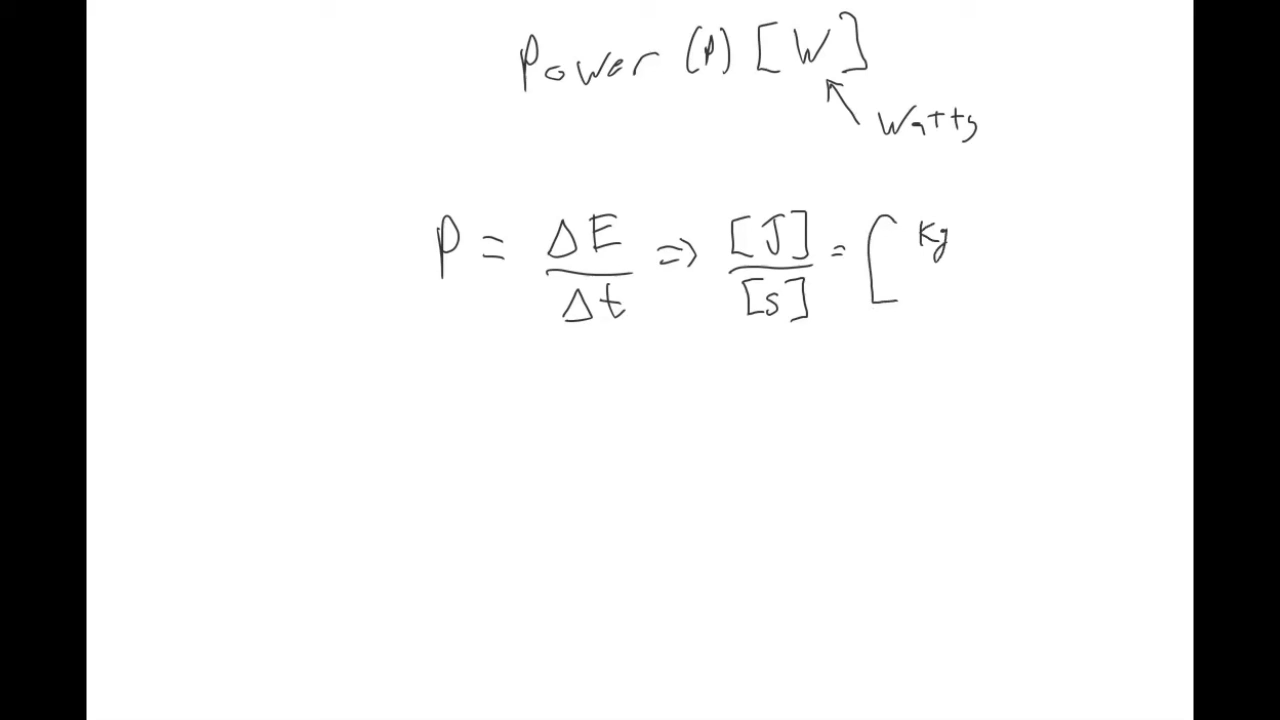 Power (P) [W]
Watts
P = ΔE / Δt => [J] / [s] = [ Kg